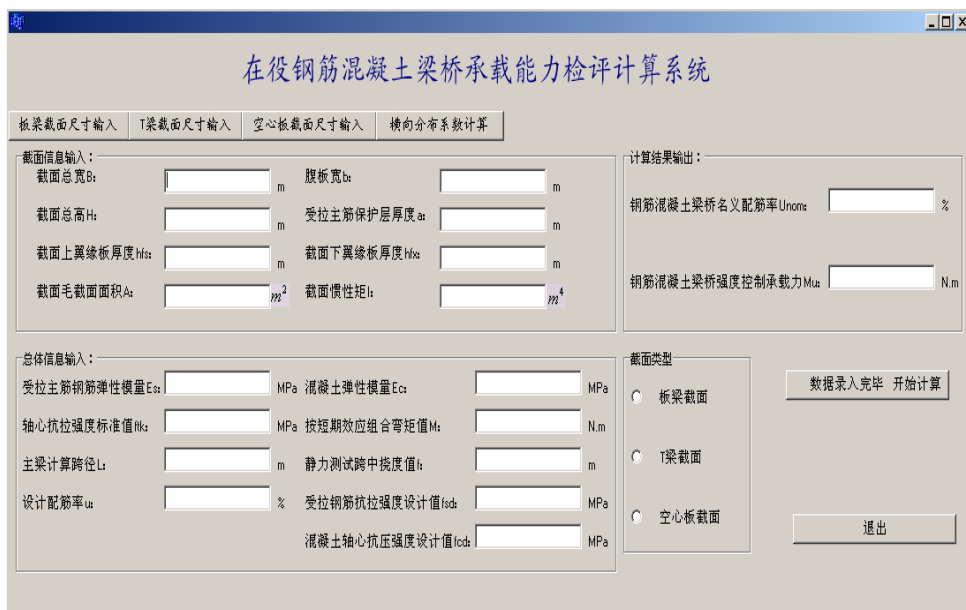 在役钢筋混凝土梁桥承载能力检评计算系统
板梁截面尺寸输入 T梁截面尺寸输入 空心板截面尺寸输入 横向分布系数计算
截面信息输入：
截面总宽B: m 腹板宽b: m
截面总高H: m 受拉主筋保护层厚度a: m
截面上翼缘板厚度hfs: m 截面下翼缘板厚度hfx: m
截面毛截面面积A: m² 截面惯性矩I: m⁴
计算结果输出：
钢筋混凝土梁桥名义配筋率Unom: %
钢筋混凝土梁桥强度控制承载力Mu: N.m
总体信息输入：
受拉主筋钢筋弹性模量Es: MPa 混凝土弹性模量Ec: MPa
轴心抗拉强度标准值ftk: MPa 按短期效应组合弯矩值M: N.m
主梁计算跨径L: m 静力测试跨中挠度值f: m
设计配筋率u: % 受拉钢筋抗拉强度设计值fsd: MPa
混凝土轴心抗压强度设计值fcd: MPa
截面类型
板梁截面
T梁截面
空心板截面
数据录入完毕 开始计算
退出